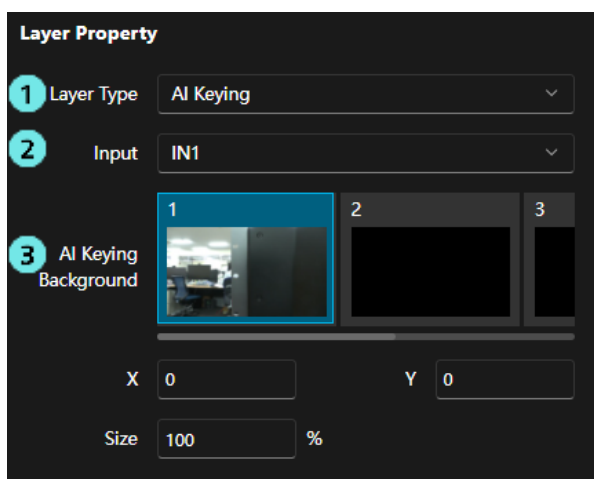 Layer Property
1 Layer Type AI Keying
2 Input IN1
1 2 3
3 AI Keying
Background
X 0 Y 0
Size 100 %